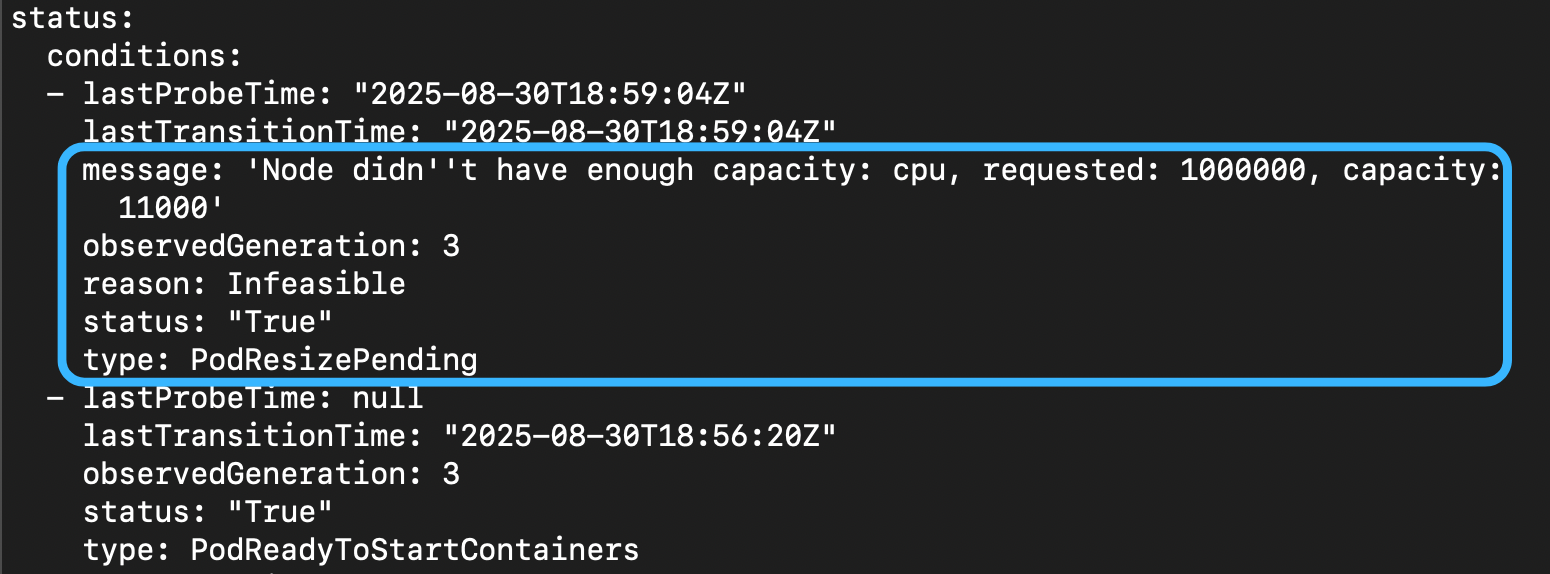 status:
  conditions:
  - lastProbeTime: "2025-08-30T18:59:04Z"
    lastTransitionTime: "2025-08-30T18:59:04Z"
    message: 'Node didn''t have enough capacity: cpu, requested: 1000000, capacity:
      11000'
    observedGeneration: 3
    reason: Infeasible
    status: "True"
    type: PodResizePending
  - lastProbeTime: null
    lastTransitionTime: "2025-08-30T18:56:20Z"
    observedGeneration: 3
    status: "True"
    type: PodReadyToStartContainers